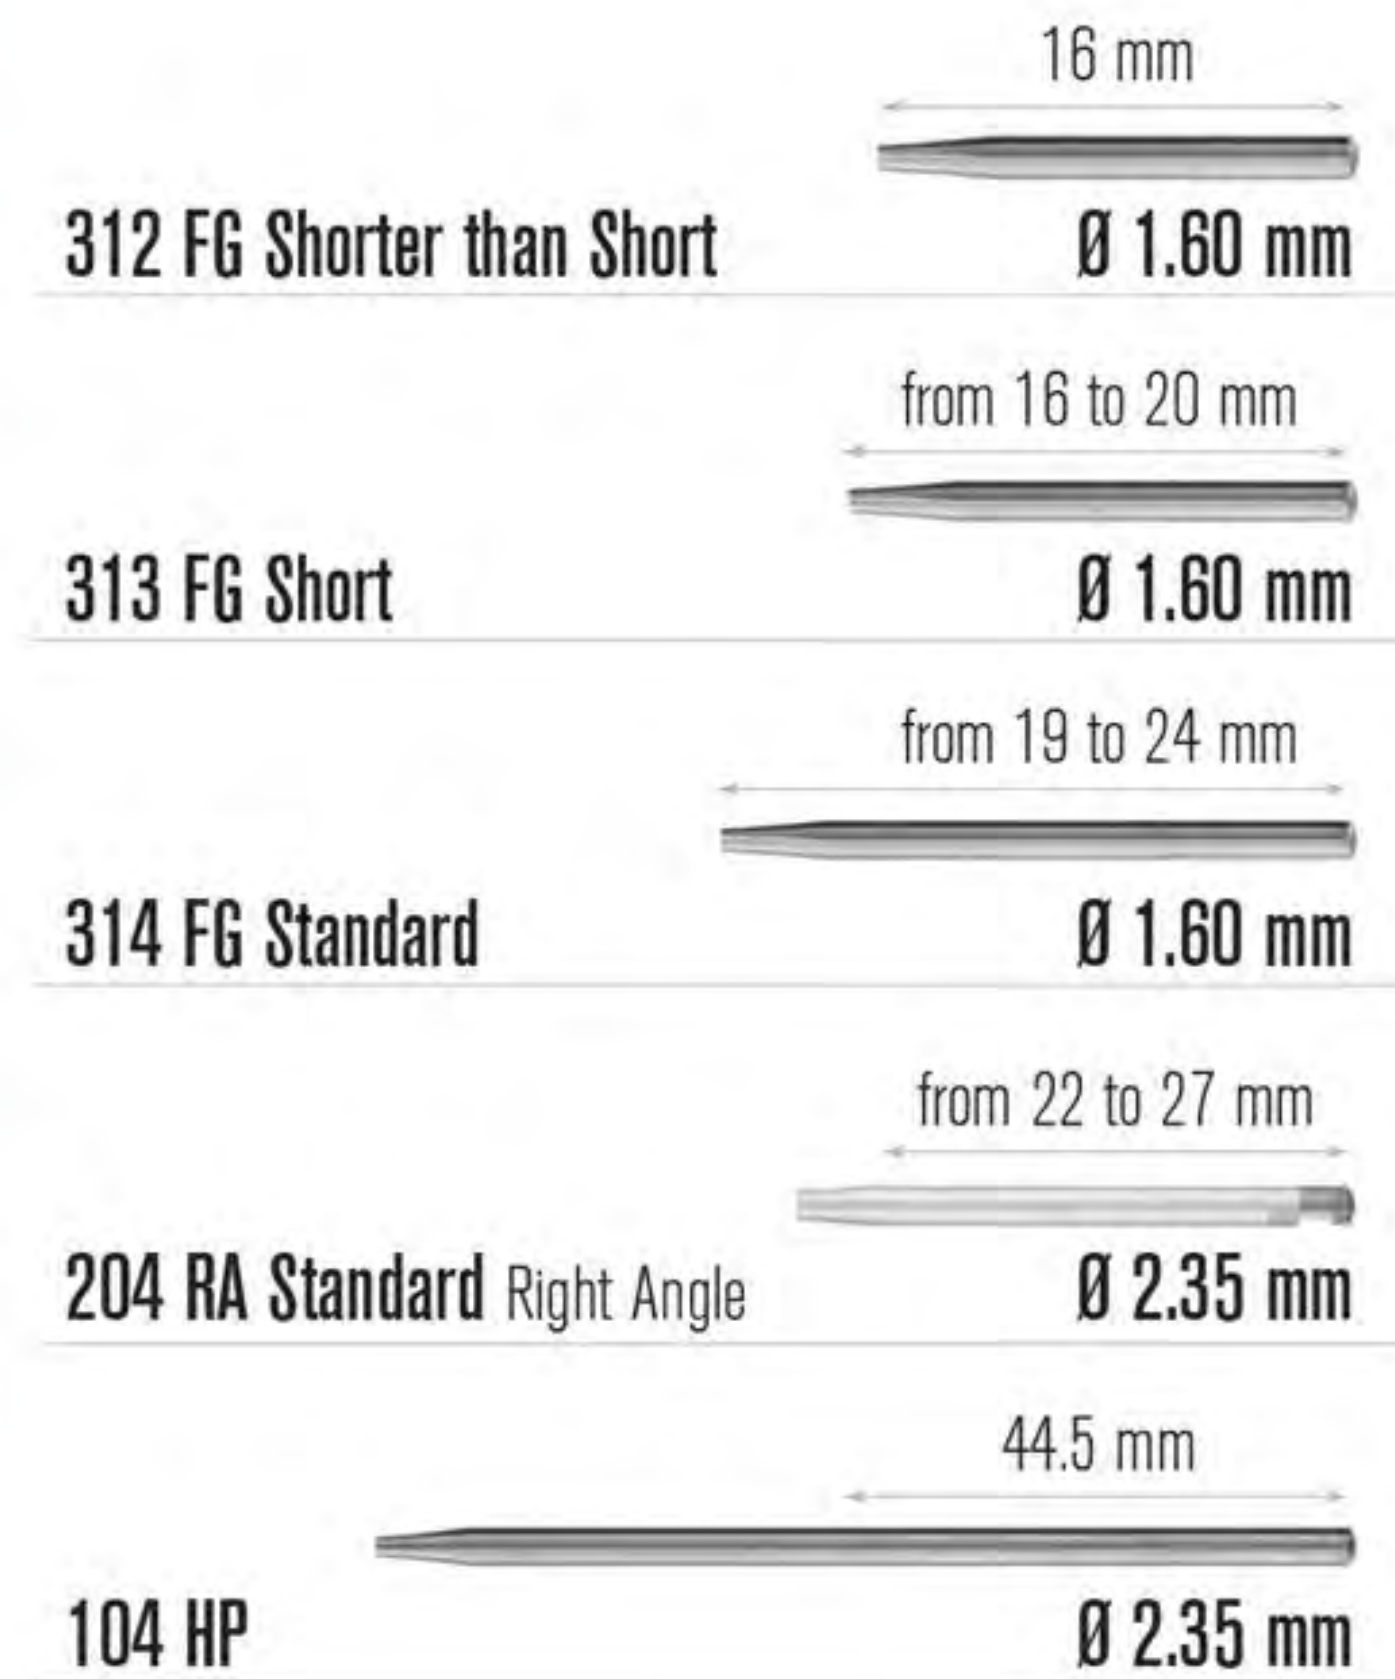 16 mm
312 FG Shorter than Short Ø 1.60 mm
from 16 to 20 mm
313 FG Short Ø 1.60 mm
from 19 to 24 mm
314 FG Standard Ø 1.60 mm
from 22 to 27 mm
204 RA Standard Right Angle Ø 2.35 mm
44.5 mm
104 HP Ø 2.35 mm